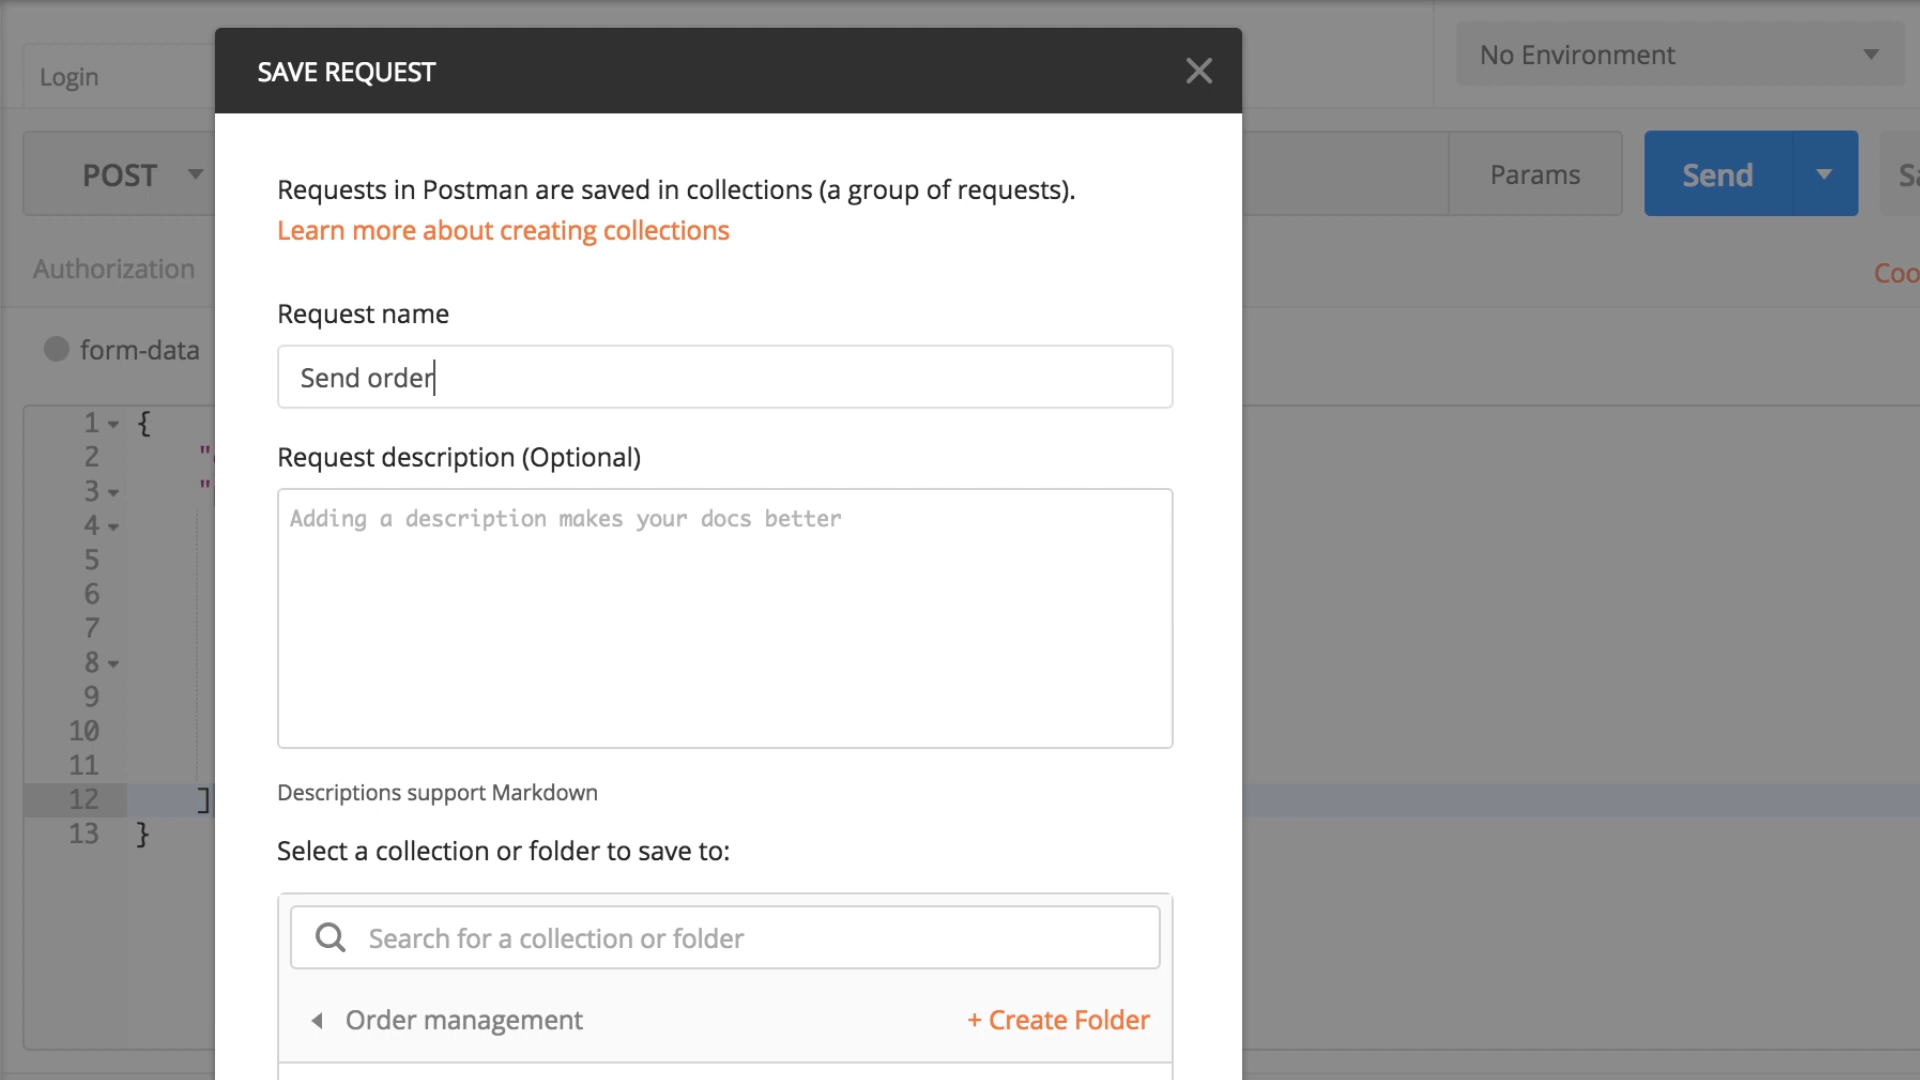 SAVE REQUEST
No Environment
Login
POST
Params
Send
Requests in Postman are saved in collections (a group of requests).
Learn more about creating collections
Authorization
Request name
form-data
Send order
1 {
2 "
3 "
4
5
6
7
8
9
10
11
12 ]
13 }
Request description (Optional)
Adding a description makes your docs better
Descriptions support Markdown
Select a collection or folder to save to:
Search for a collection or folder
Order management
+ Create Folder